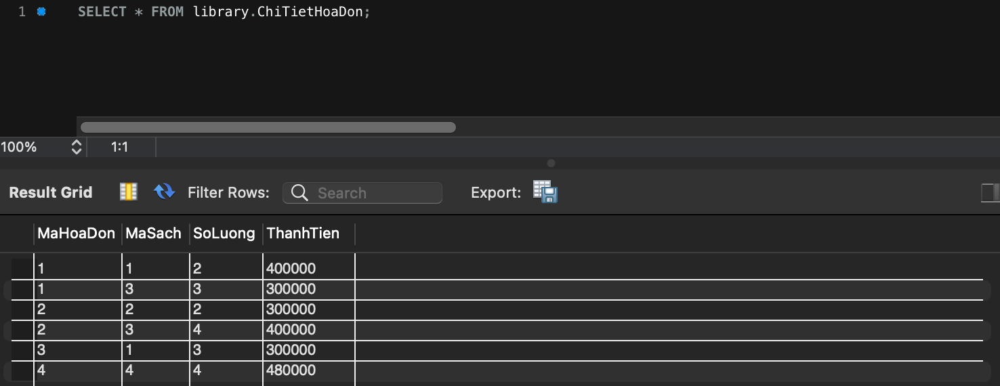 1 SELECT * FROM library.ChiTietHoaDon;
100% 1:1
Result Grid Filter Rows: Search Export:
MaHoaDon MaSach SoLuong ThanhTien
1 1 2 400000
1 3 3 300000
2 2 2 300000
2 3 4 400000
3 1 3 300000
4 4 4 480000